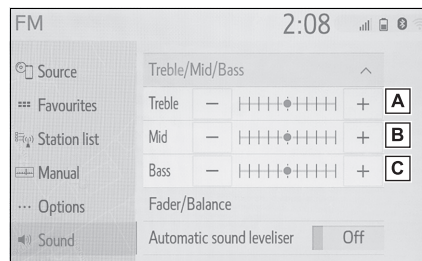 FM 2:08
Source
Favourites
Station list
Manual
Options
Sound
Treble/Mid/Bass
Treble − + A
Mid − + B
Bass − + C
Fader/Balance
Automatic sound leveliser Off